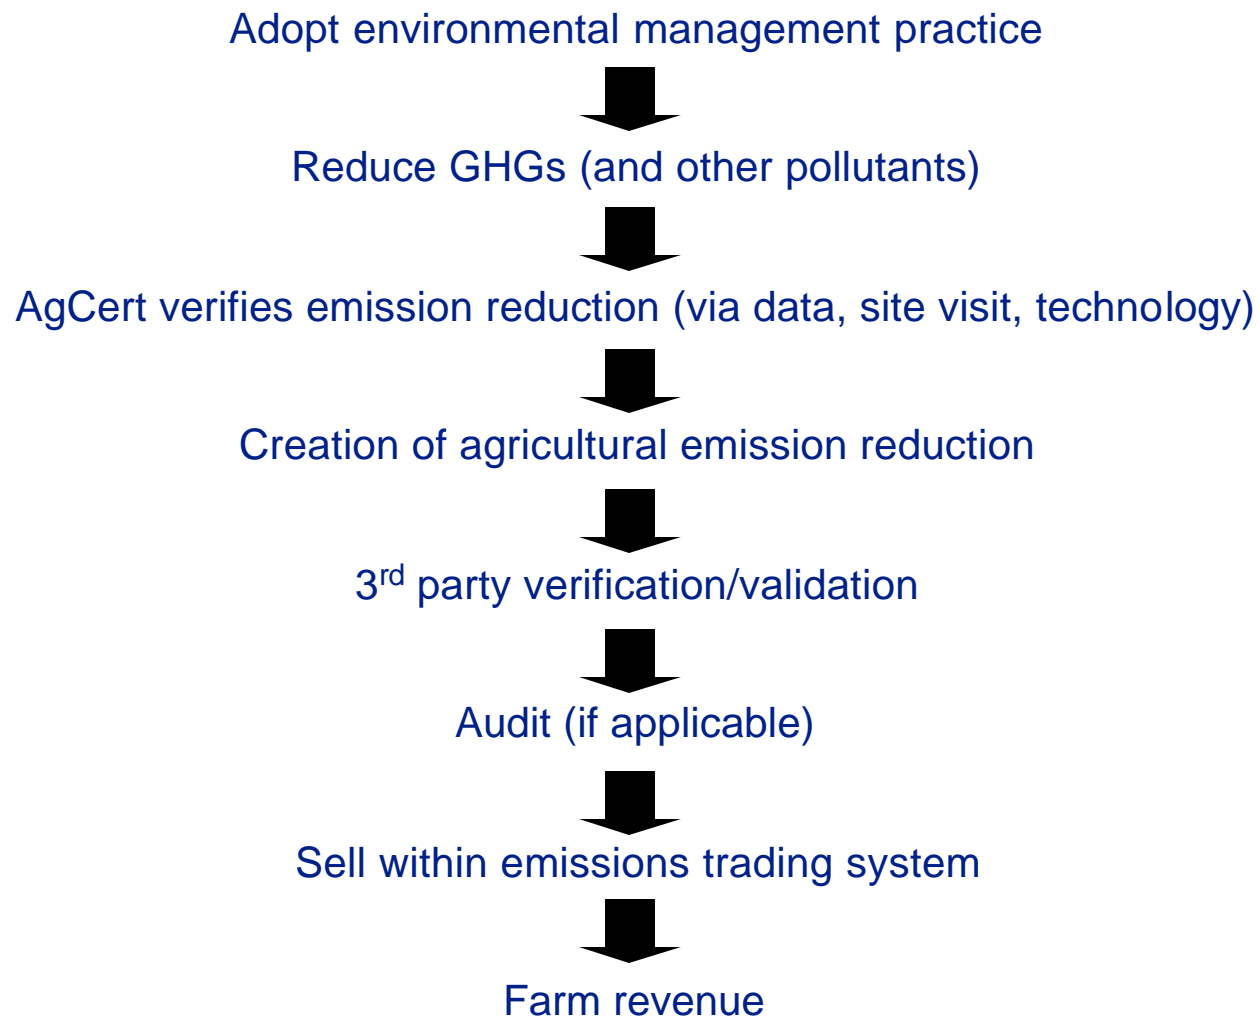 Adopt environmental management practice
Reduce GHGs (and other pollutants)
AgCert verifies emission reduction (via data, site visit, technology)
Creation of agricultural emission reduction
3rd party verification/validation
Audit (if applicable)
Sell within emissions trading system
Farm revenue